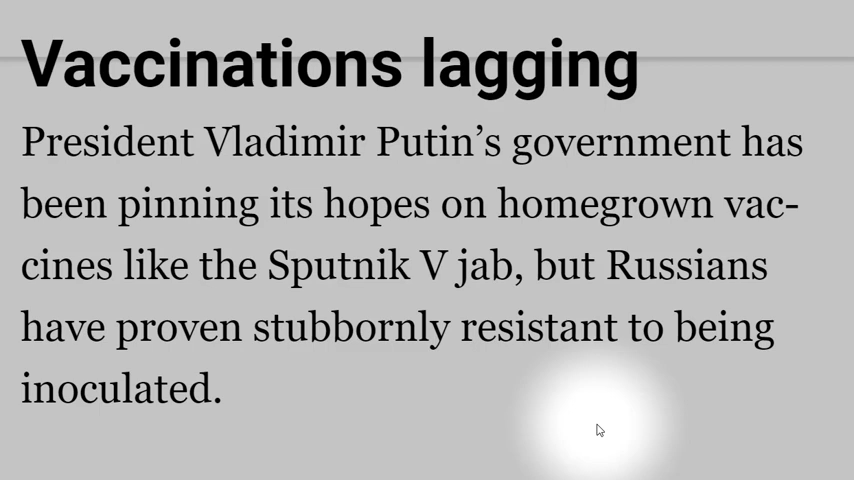 Vaccinations lagging
President Vladimir Putin’s government has
been pinning its hopes on homegrown vac-
cines like the Sputnik V jab, but Russians
have proven stubbornly resistant to being
inoculated.